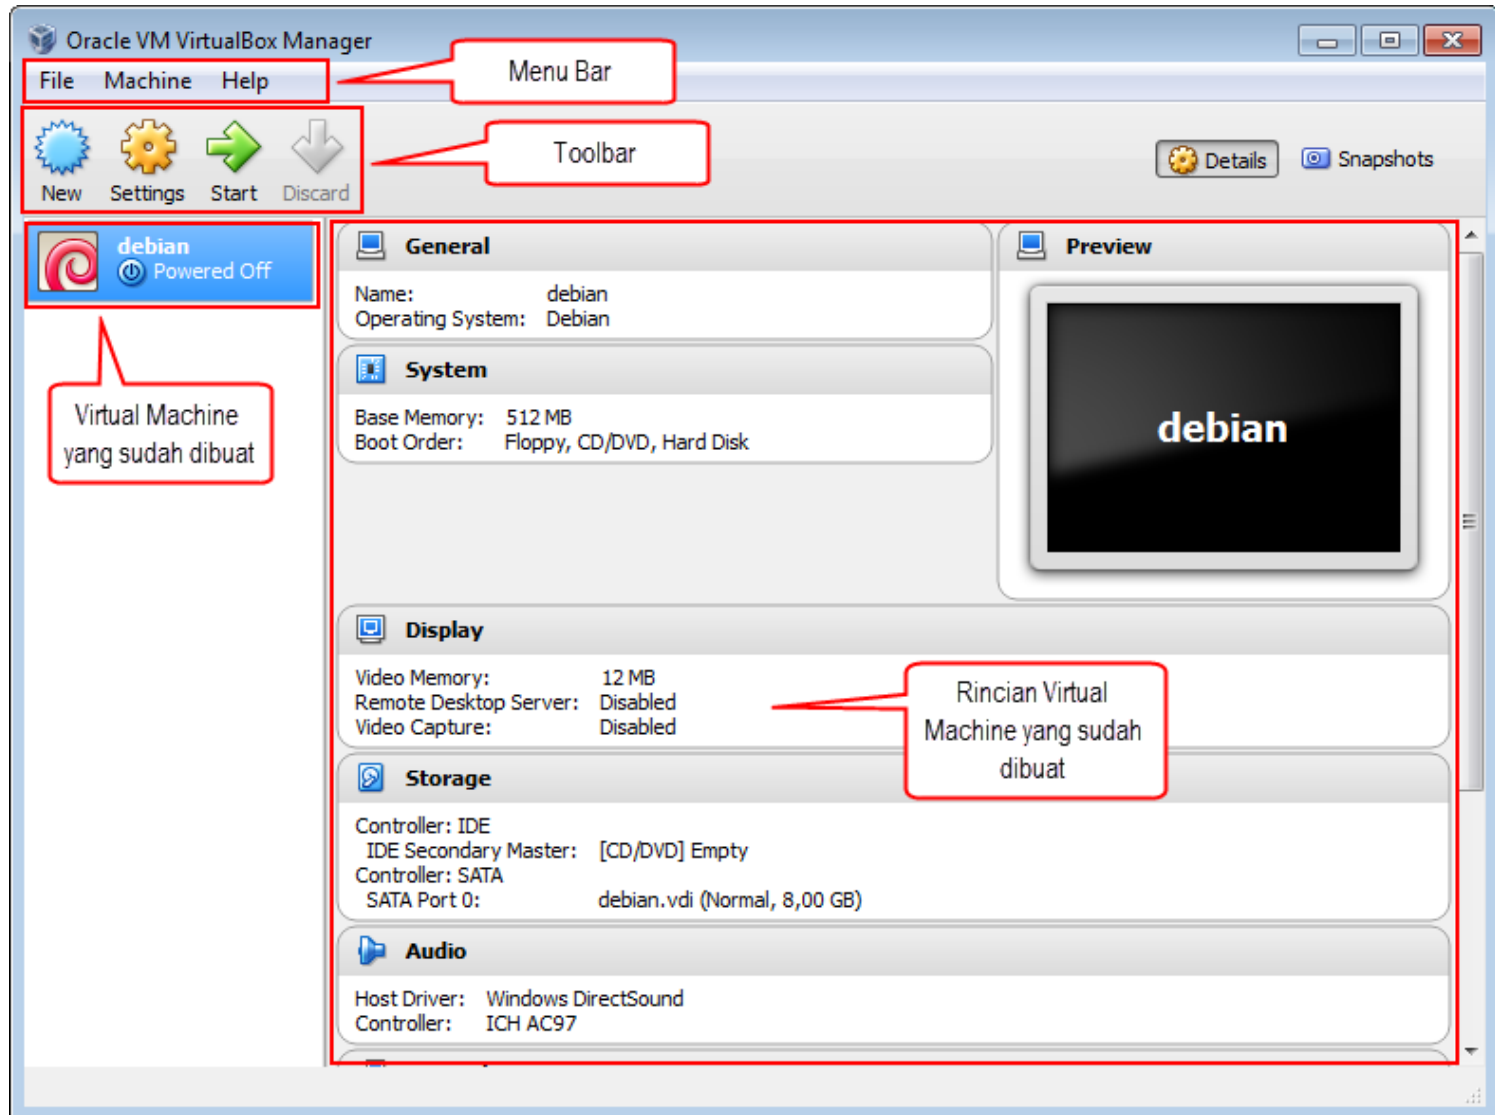 Oracle VM VirtualBox Manager
File Machine Help
Menu Bar
New Settings Start Discard
Toolbar
Details Snapshots
debian
Powered Off
Virtual Machine
yang sudah dibuat
General
Name: debian
Operating System: Debian
Preview
debian
System
Base Memory: 512 MB
Boot Order: Floppy, CD/DVD, Hard Disk
Display
Video Memory: 12 MB
Remote Desktop Server: Disabled
Video Capture: Disabled
Rincian Virtual
Machine yang sudah
dibuat
Storage
Controller: IDE
IDE Secondary Master: [CD/DVD] Empty
Controller: SATA
SATA Port 0: debian.vdi (Normal, 8,00 GB)
Audio
Host Driver: Windows DirectSound
Controller: ICH AC97